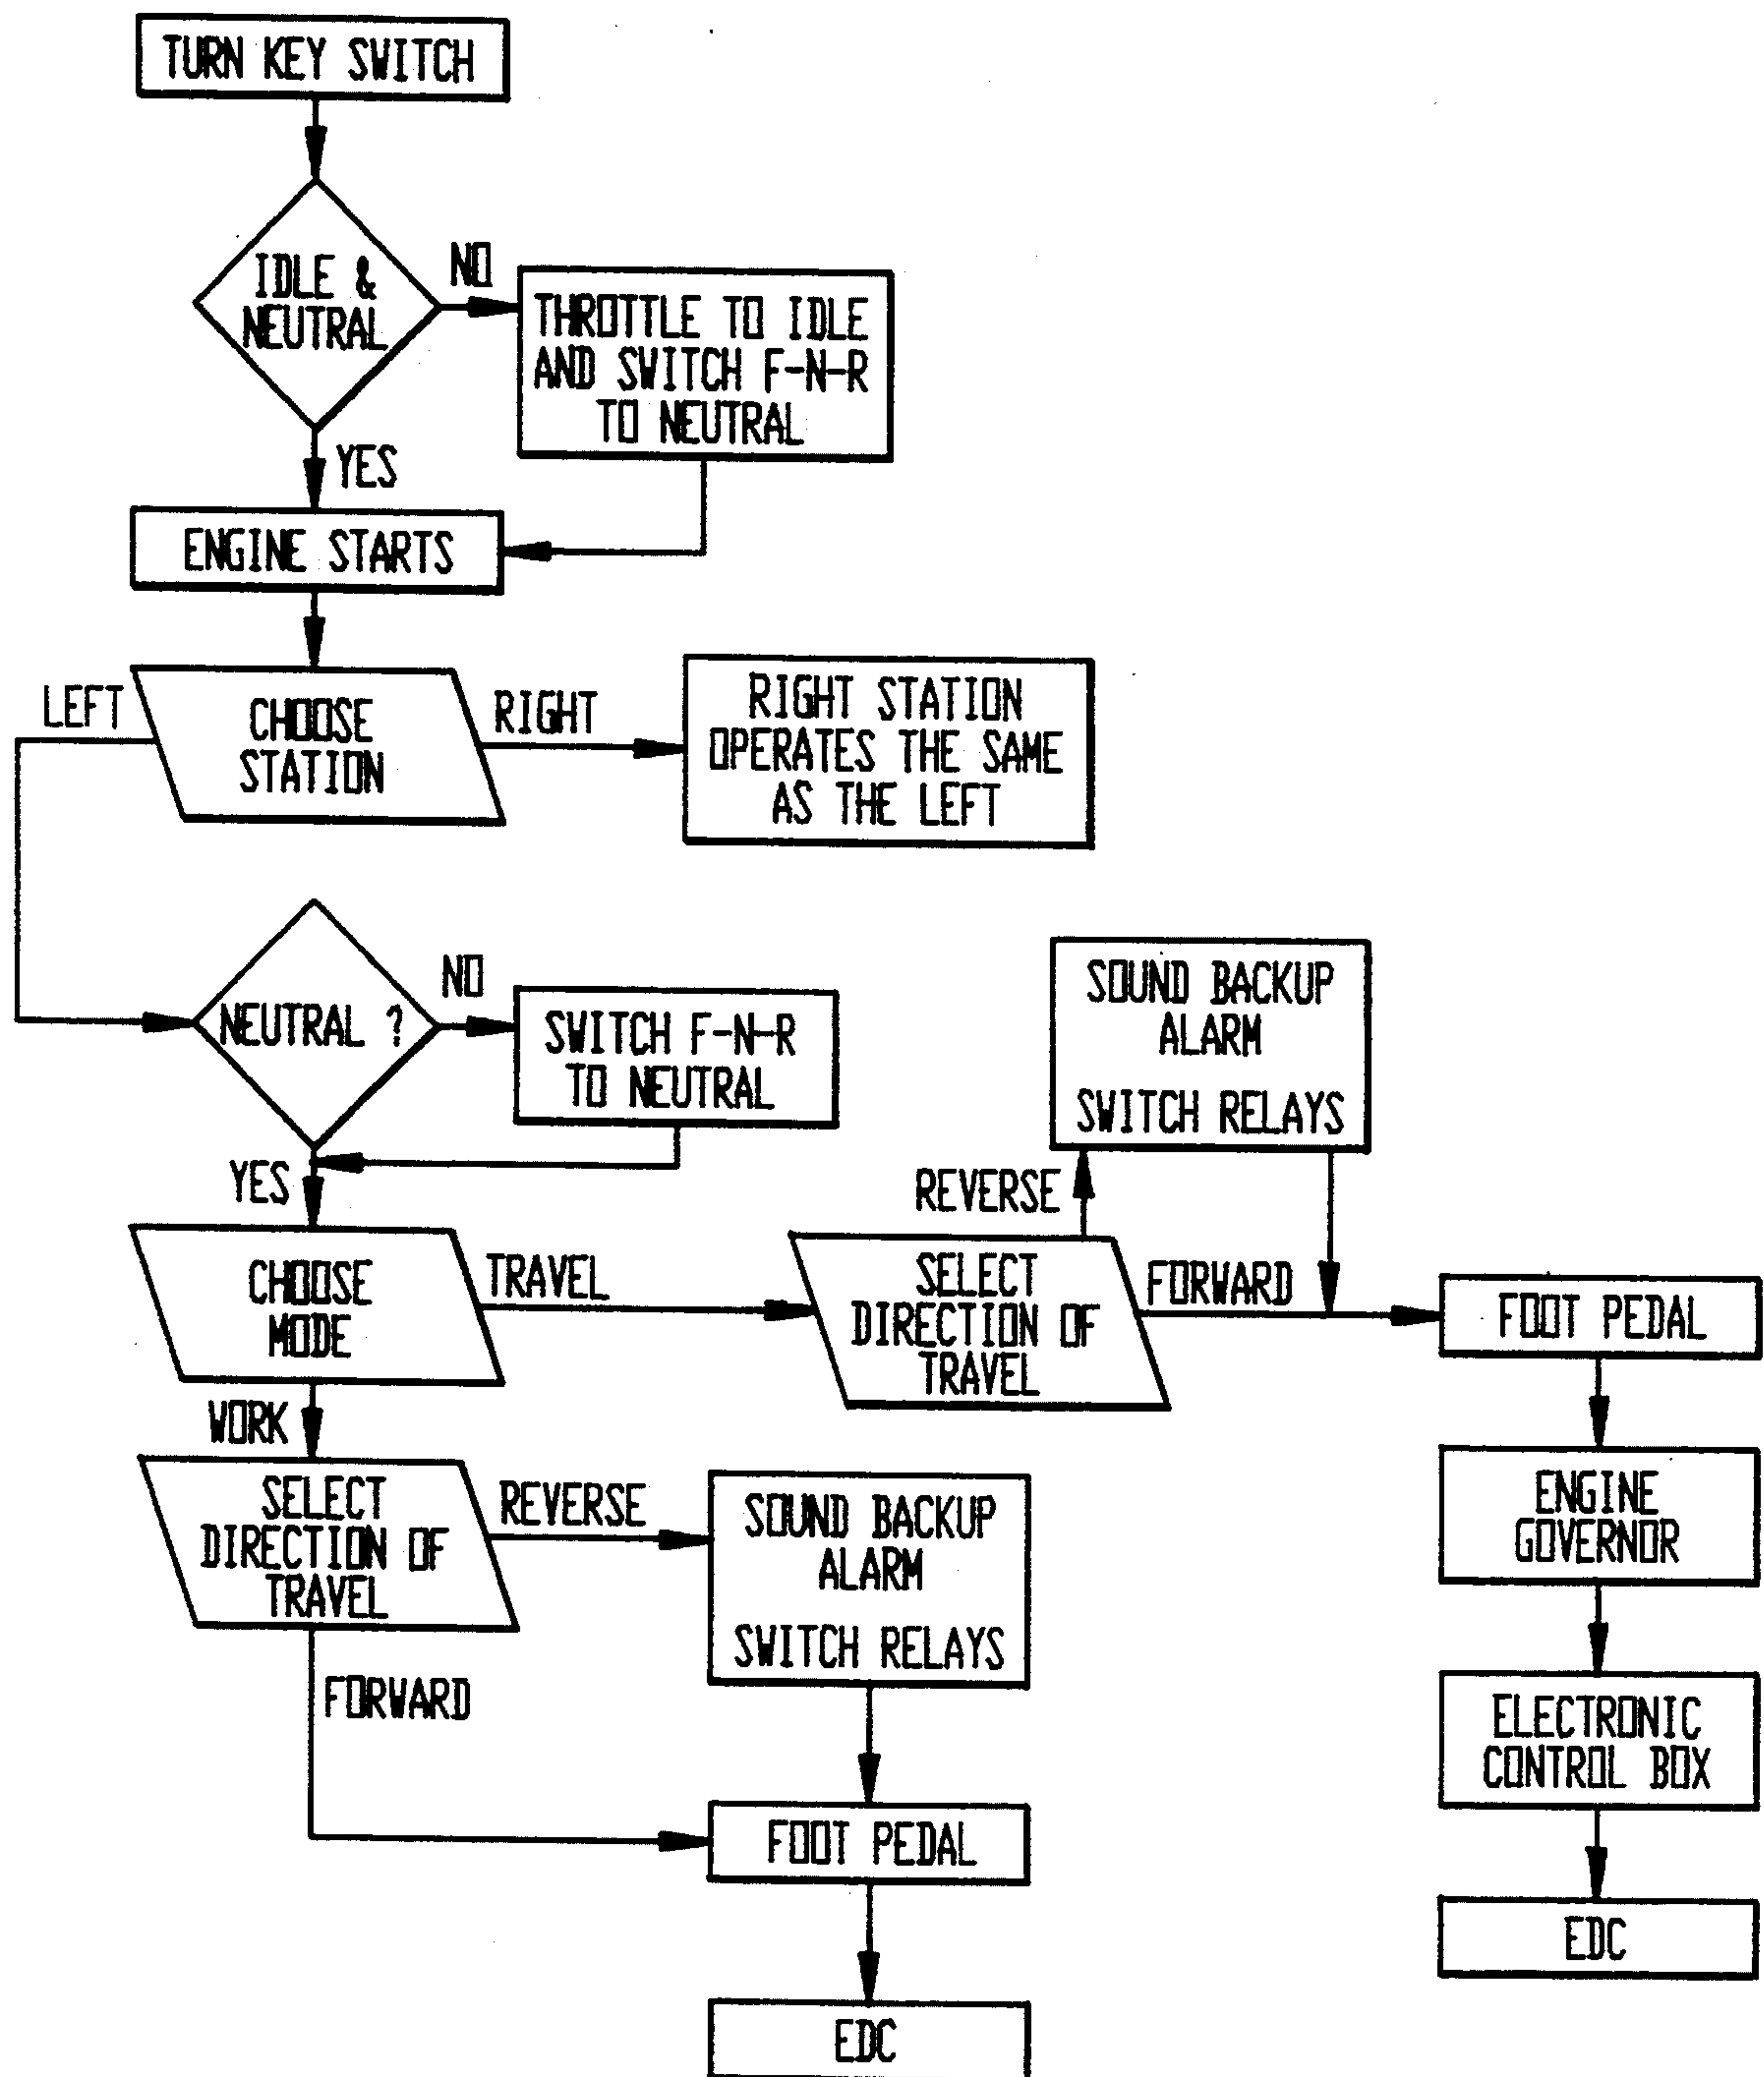 TURN KEY SWITCH
IDLE &
NEUTRAL
NO
THROTTLE TO IDLE
AND SWITCH F-N-R
TO NEUTRAL
YES
ENGINE STARTS
LEFT
CHOOSE
STATION
RIGHT
RIGHT STATION
OPERATES THE SAME
AS THE LEFT
NEUTRAL ?
NO
SWITCH F-N-R
TO NEUTRAL
YES
SOUND BACKUP
ALARM
SWITCH RELAYS
REVERSE
CHOOSE
MODE
TRAVEL
SELECT
DIRECTION OF
TRAVEL
FORWARD
FOOT PEDAL
WORK
SELECT
DIRECTION OF
TRAVEL
REVERSE
SOUND BACKUP
ALARM
SWITCH RELAYS
ENGINE
GOVERNOR
FORWARD
ELECTRONIC
CONTROL BOX
FOOT PEDAL
EDC
EDC